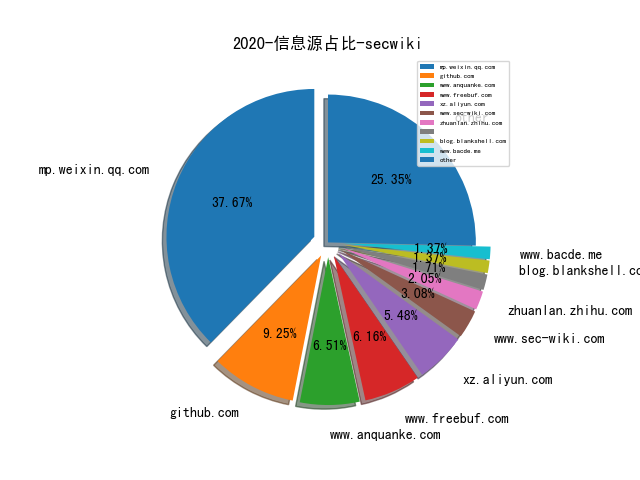 2020-信息源占比-secwiki
mp.weixin.qq.com
github.com
www.anquanke.com
www.freebuf.com
xz.aliyun.com
www.sec-wiki.com
zhuanlan.zhihu.com
blog.blankshell.com
www.bacde.me
other
other
mp.weixin.qq.com
37.67%
25.35%
1.37%
1.37%
1.71%
2.05%
3.08%
5.48%
6.16%
6.51%
9.25%
www.bacde.me
blog.blankshell.co
zhuanlan.zhihu.com
www.sec-wiki.com
xz.aliyun.com
github.com
www.freebuf.com
www.anquanke.com